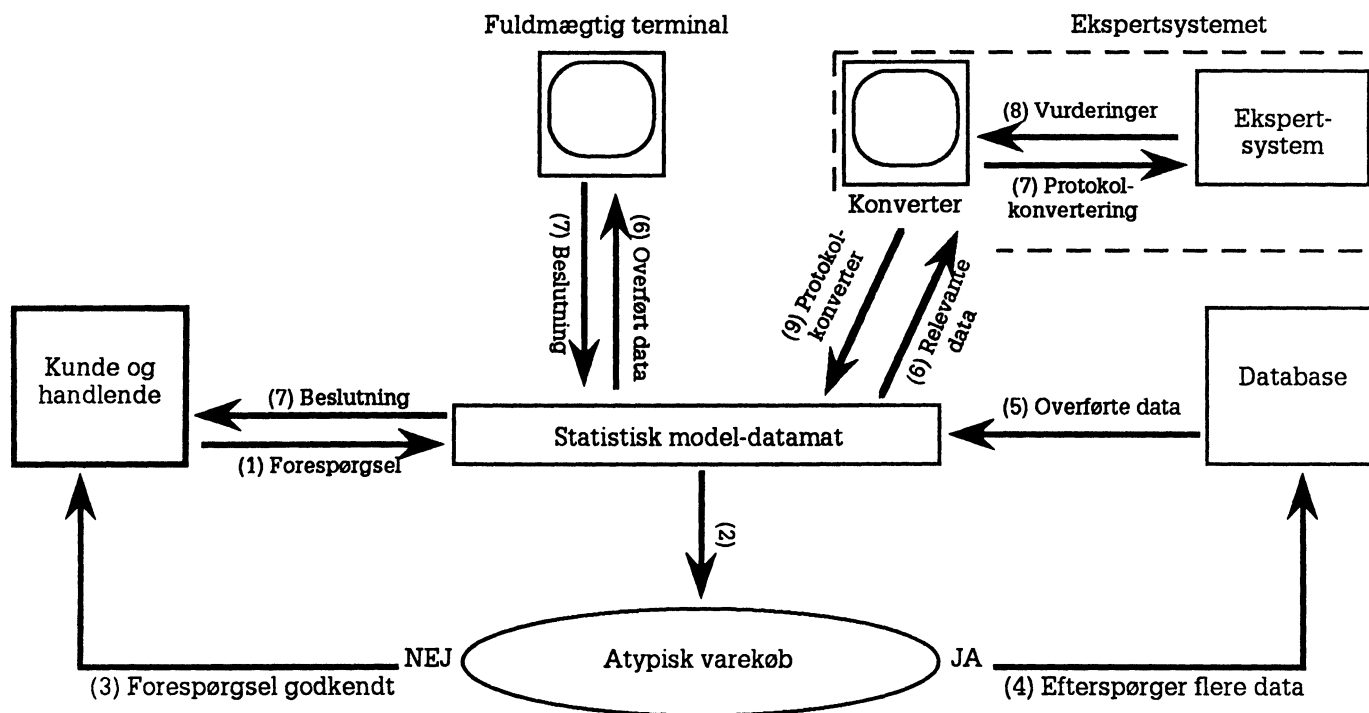 Fuldmægtig terminal
Ekspertsystemet
(8) Vurderinger
Ekspert-
system
(7) Protokol-
konvertering
Konverter
(7) Beslutning
(6) Overført data
(9) Protokol-
konverter
(6) Relevante
data
Kunde og
handlende
(7) Beslutning
(1) Forespørgsel
Statistisk model-datamat
(5) Overførte data
Database
(2)
NEJ
Atypisk varekøb
JA
(3) Forespørgsel godkendt
(4) Efterspørger flere data